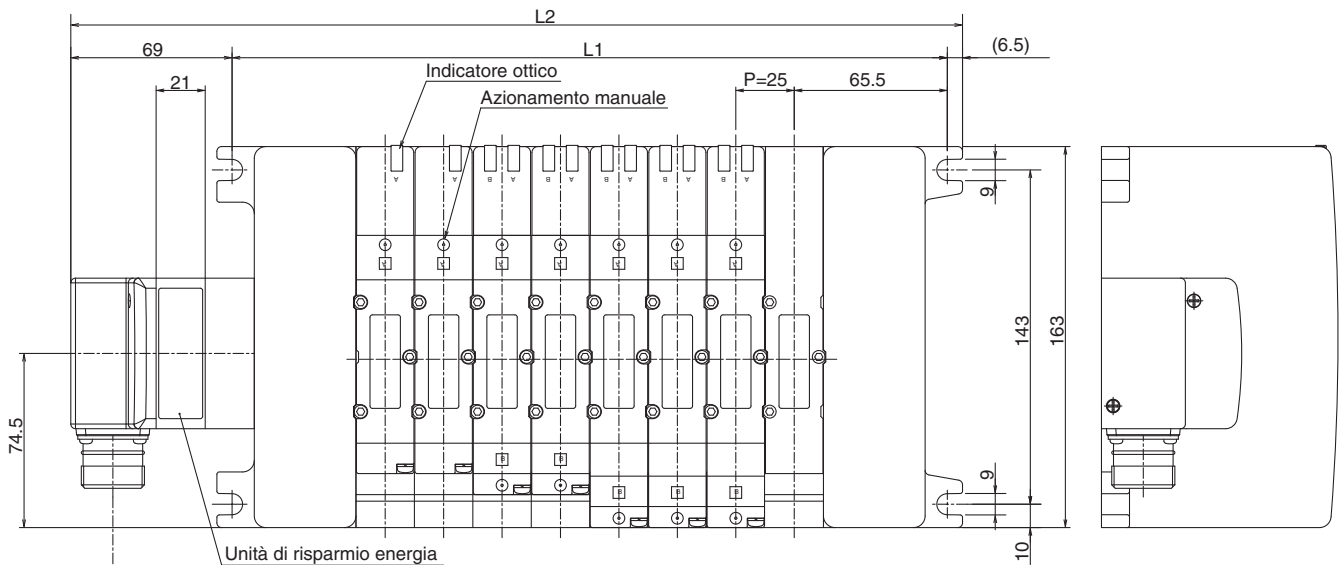 L2
69
L1
(6.5)
Indicatore ottico
21
P=25
65.5
Azionamento manuale
A
A
B
A
B
A
B
A
B
A
B
A
9
143
163
74.5
B
B
9
B
B
B
10
Unità di risparmio energia